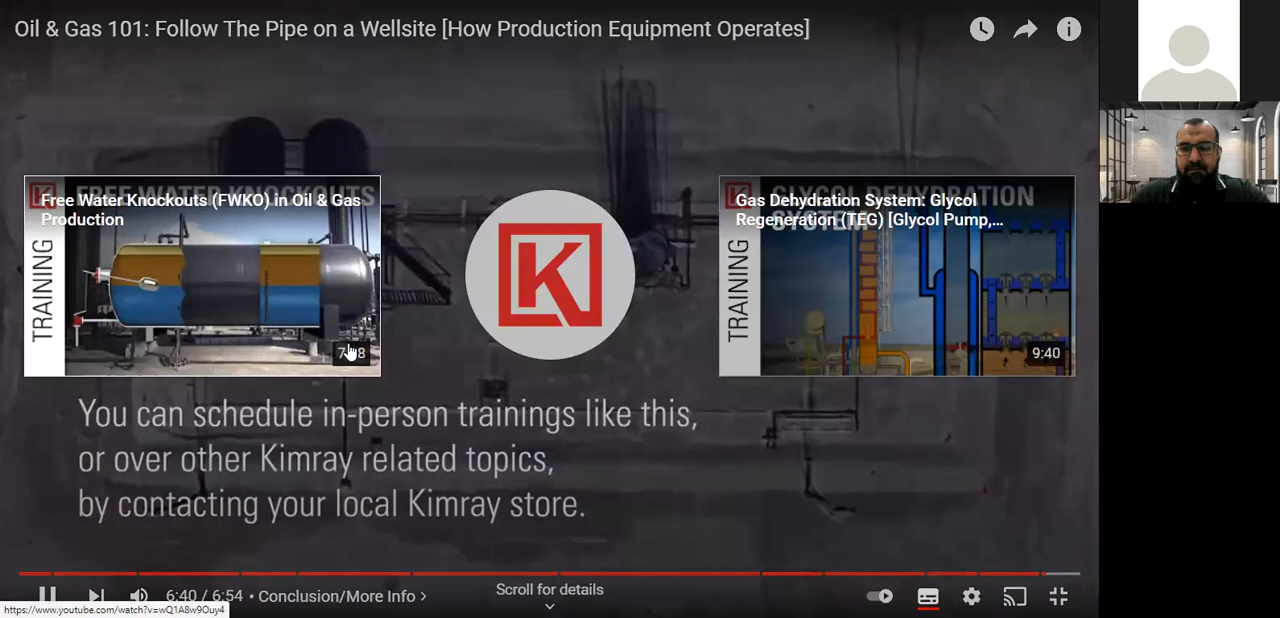 Oil & Gas 101: Follow The Pipe on a Wellsite [How Production Equipment Operates]
Free Water Knockouts (FWKO) in Oil & Gas
Production
FREE WATER KNOCKOUTS
TRAINING
K
Gas Dehydration System: Glycol
Regeneration (TEG) [Glycol Pump,...
GLYCOL DEHYDRATION
SYSTEM
TRAINING
9:40
You can schedule in-person trainings like this,
or over other Kimray related topics,
by contacting your local Kimray store.
6:40 / 6:54 • Conclusion/More Info ›
Scroll for details
https://www.youtube.com/watch?v=wQ1A8w9Ouy4